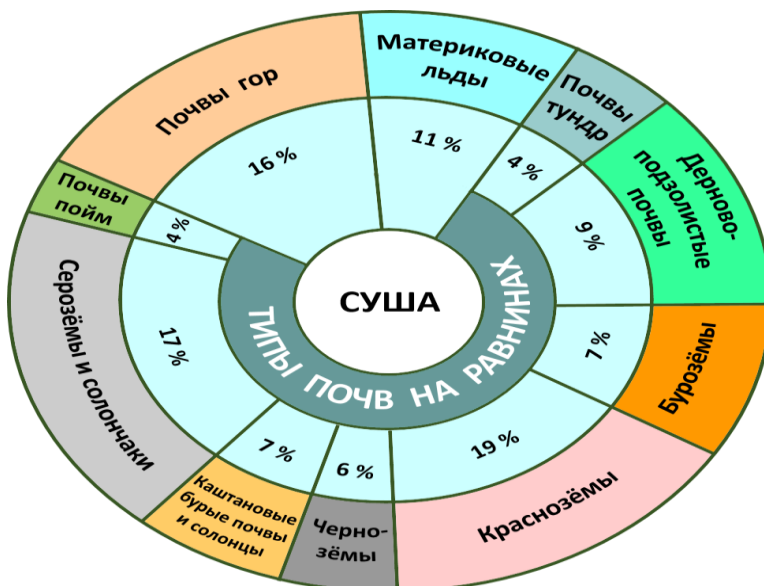 Материковые
льды
11 %
Почвы
тундр
4 %
Дерново-
подзолистые
почвы
9 %
Бурозёмы
7 %
Краснозёмы
19 %
Черно-
зёмы
6 %
Каштановые
бурые почвы
и солонцы
7 %
Серозёмы и солончаки
17 %
Почвы
пойм
4 %
Почвы гор
16 %
ТИПЫ ПОЧВ НА РАВНИНАХ
СУША